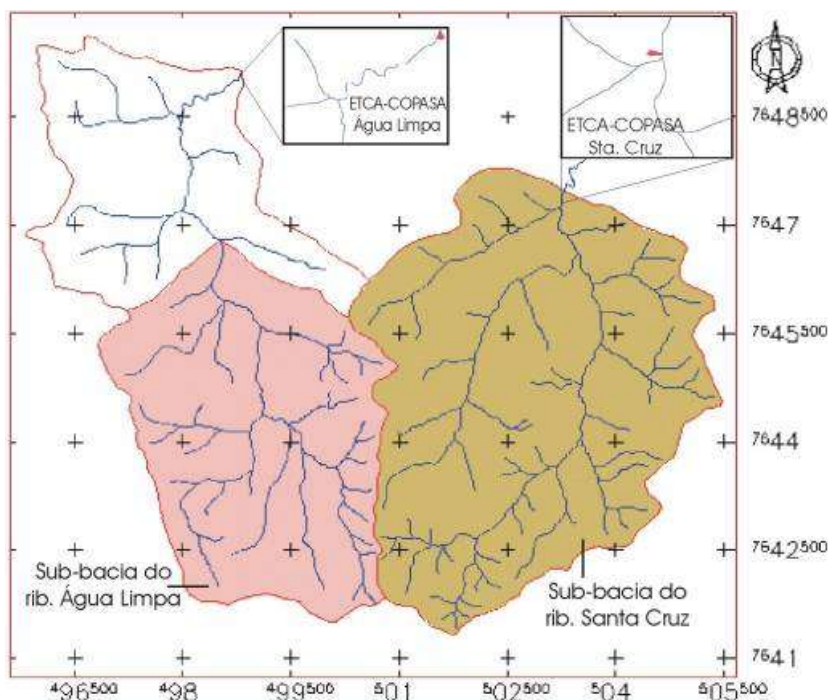 N
ETCA-COPASA
Água Limpa
ETCA-COPASA
Sta. Cruz
7648500
7647
7645500
7644
7642500
7641
Sub-bacia do
rib. Água Limpa
Sub-bacia do
rib. Santa Cruz
496500
498
499500
501
502500
504
505500